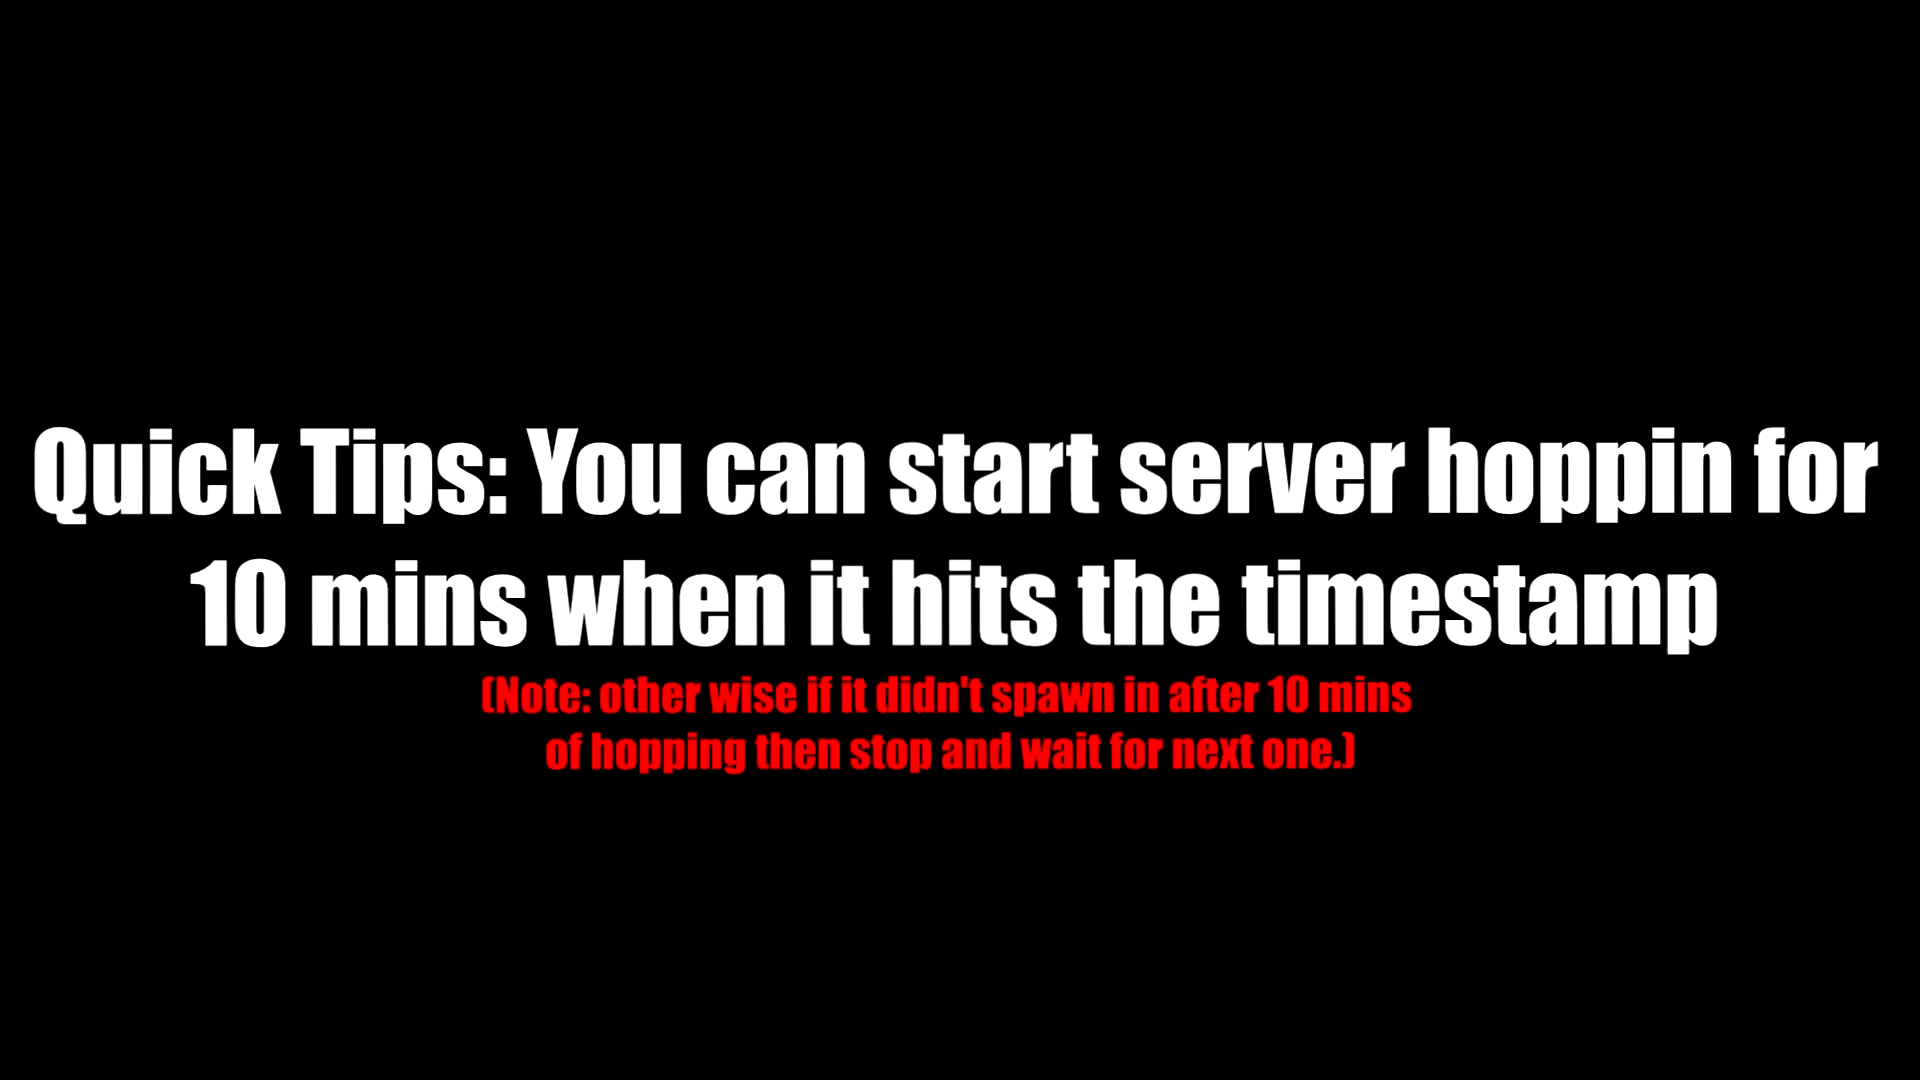 Quick Tips: You can start server hoppin for
10 mins when it hits the timestamp
(Note: other wise if it didn't spawn in after 10 mins
of hopping then stop and wait for next one.)